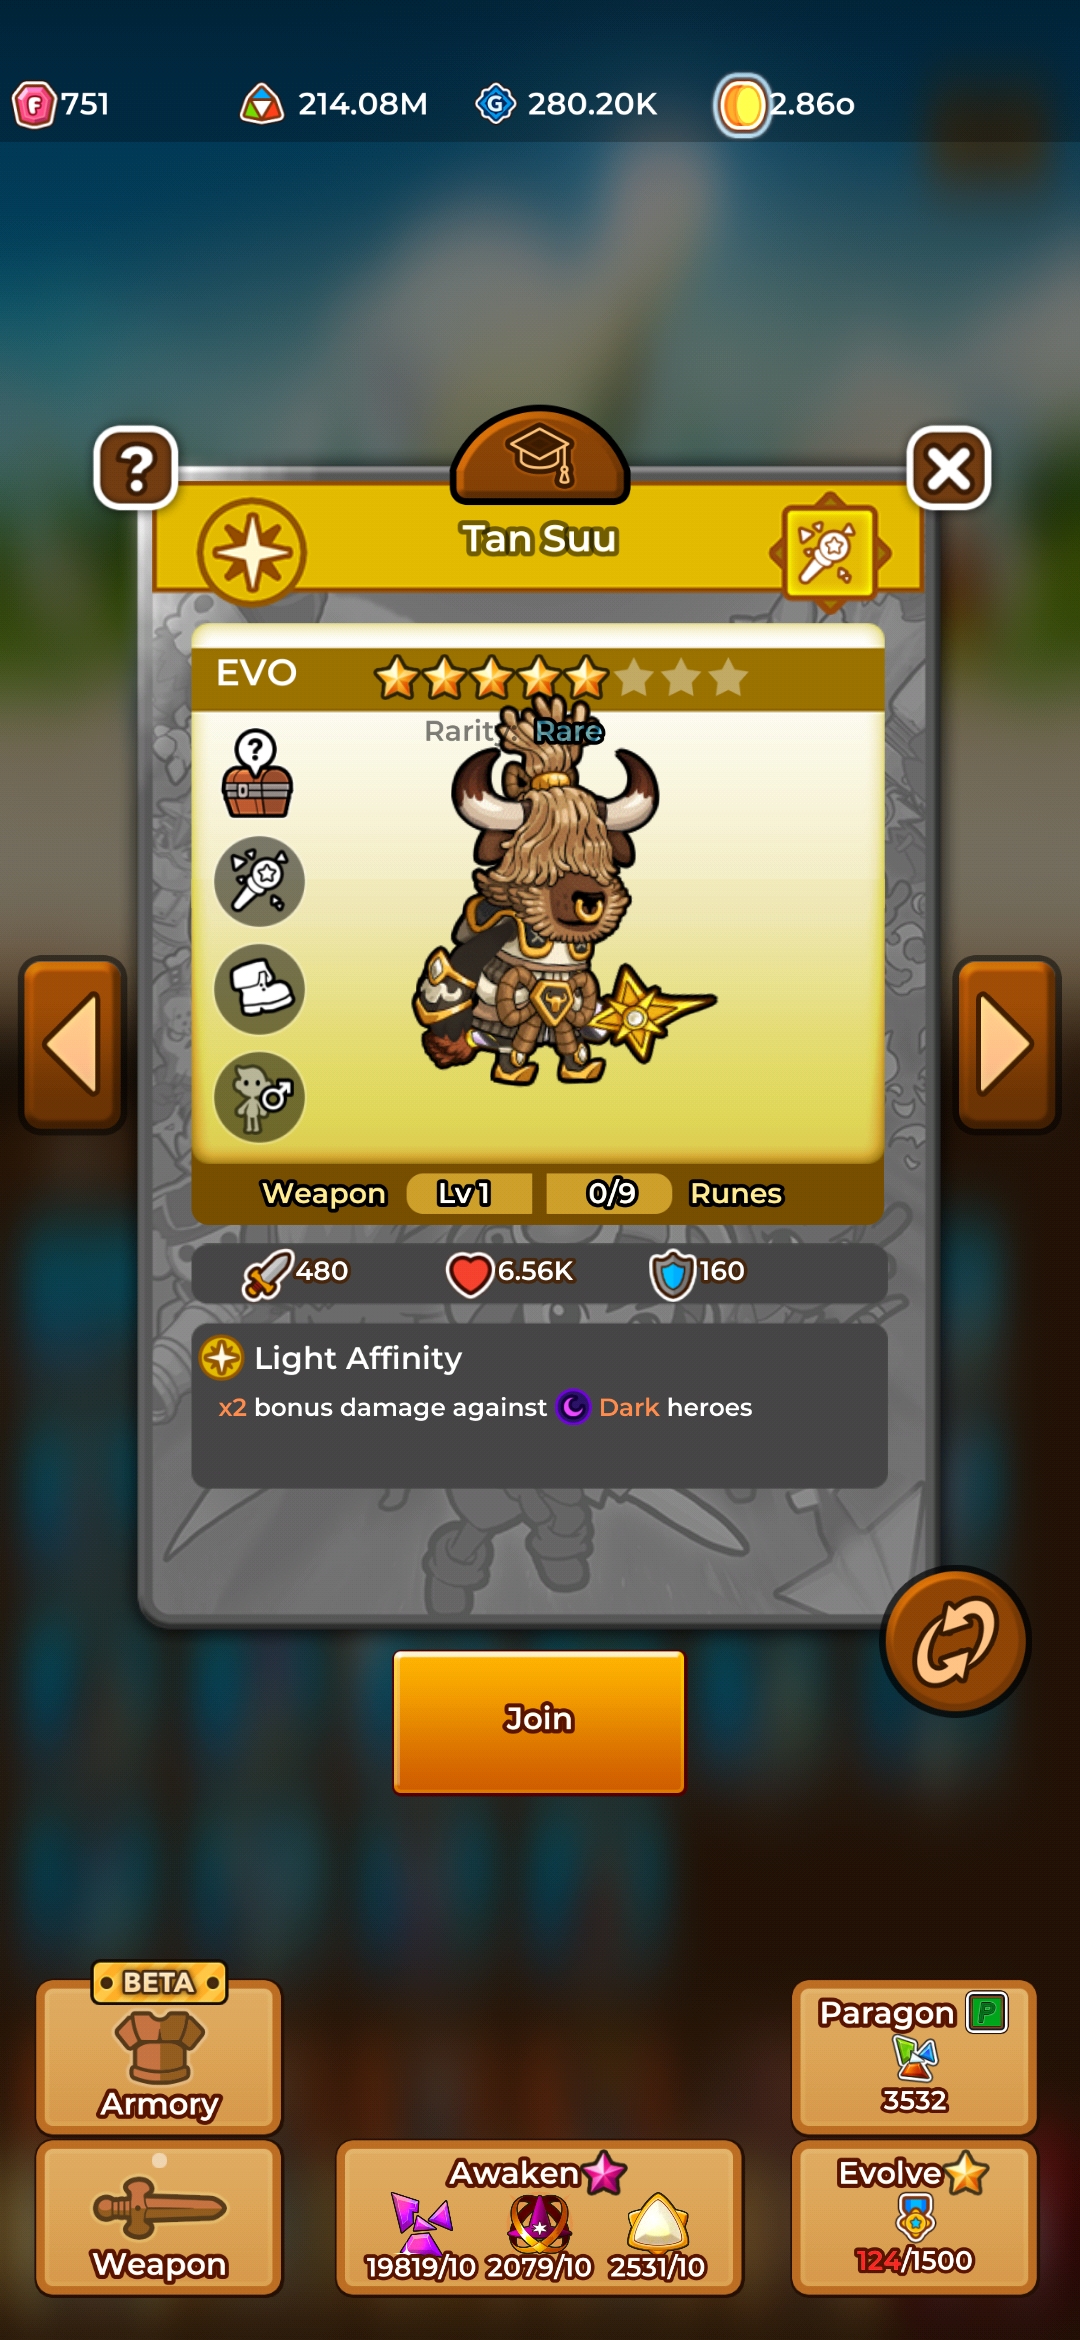 751 214.08M 280.20K 2.86o
?
Tan Suu
EVO
Rarity: Rare
?
Weapon Lv 1 0/9 Runes
480 6.56K 160
Light Affinity
x2 bonus damage against Dark heroes
Join
BETA
Armory
Paragon P
3532
Weapon
Awaken
19819/10 2079/10 2531/10
Evolve
124/1500